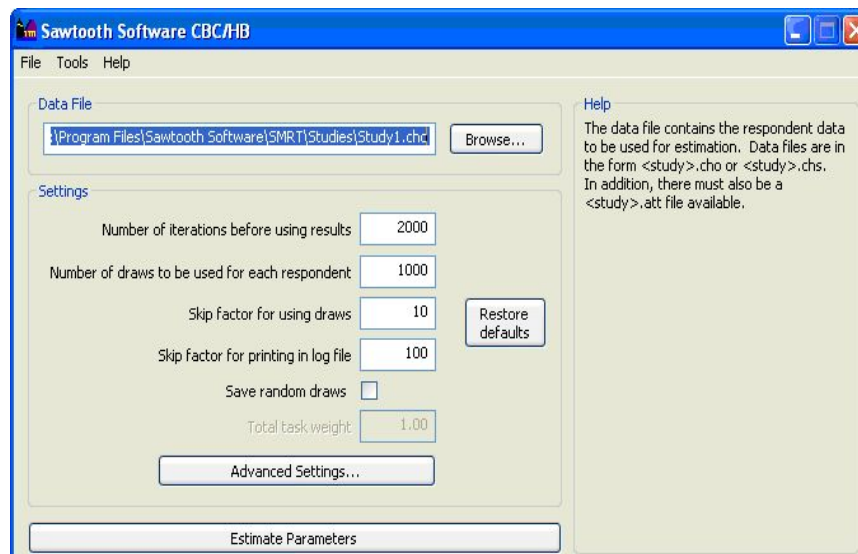 Sawtooth Software CBC/HB
File Tools Help
Data File
:\Program Files\Sawtooth Software\SMRT\Studies\Study1.cho
Browse...
Settings
Number of iterations before using results 2000
Number of draws to be used for each respondent 1000
Skip factor for using draws 10
Skip factor for printing in log file 100
Restore
defaults
Save random draws
Total task weight 1.00
Advanced Settings...
Estimate Parameters
Help
The data file contains the respondent data
to be used for estimation. Data files are
in the form <study>.cho or <study>.chs.
In addition, there must also be a
<study>.att file available.